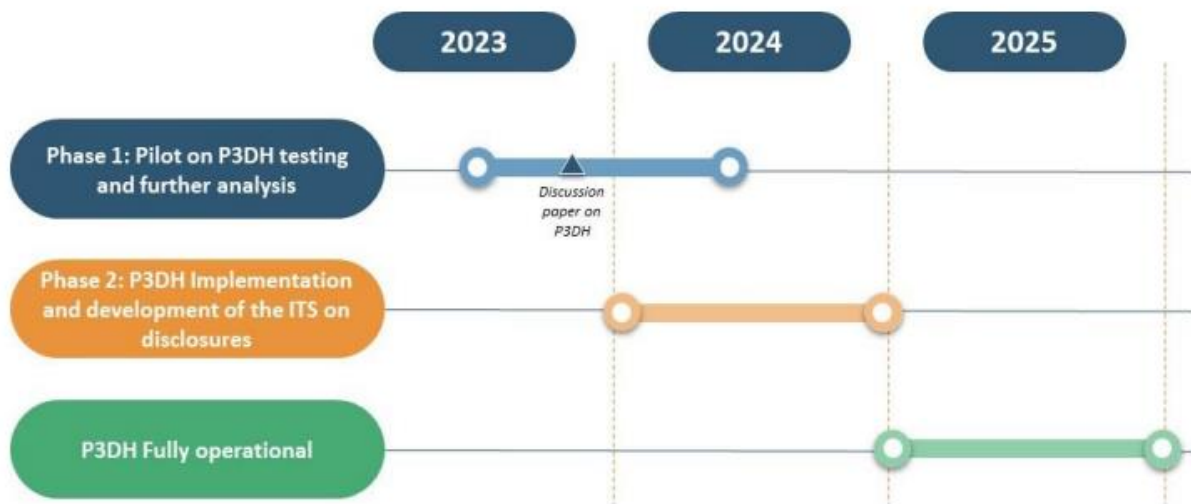 2023
2024
2025
Phase 1: Pilot on P3DH testing
and further analysis
Discussion
paper on
P3DH
Phase 2: P3DH Implementation
and development of the ITS on
disclosures
P3DH Fully operational